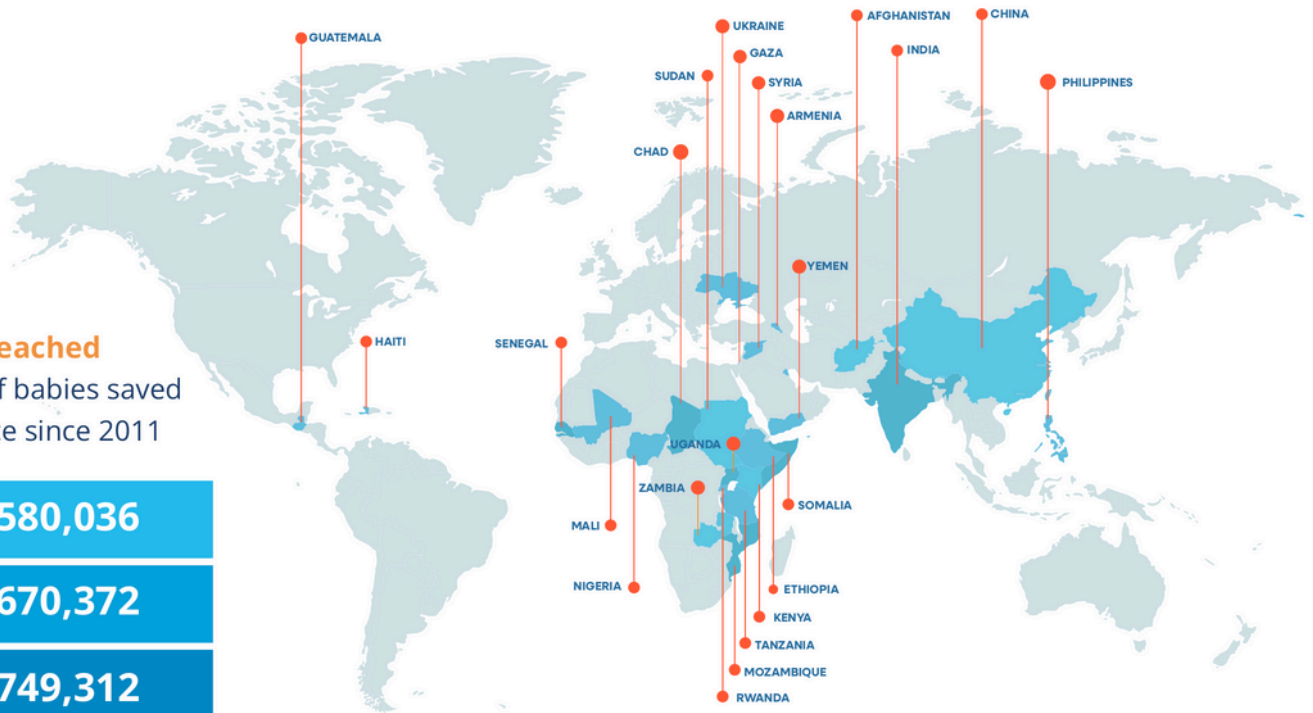 GUATEMALA
UKRAINE
AFGHANISTAN
CHINA
GAZA
INDIA
SUDAN
SYRIA
PHILIPPINES
ARMENIA
CHAD
YEMEN
HAITI
SENEGAL
eached
f babies saved
e since 2011
580,036
670,372
749,312
UGANDA
ZAMBIA
SOMALIA
MALI
NIGERIA
ETHIOPIA
KENYA
TANZANIA
MOZAMBIQUE
RWANDA